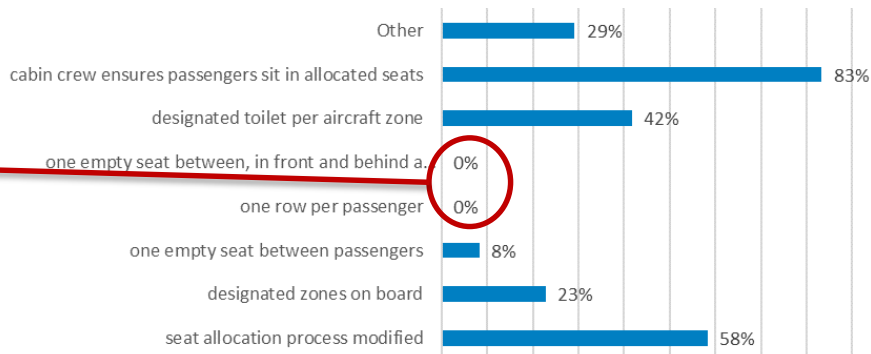 Other 29%
cabin crew ensures passengers sit in allocated seats 83%
designated toilet per aircraft zone 42%
one empty seat between, in front and behind a.. 0%
one row per passenger 0%
one empty seat between passengers 8%
designated zones on board 23%
seat allocation process modified 58%